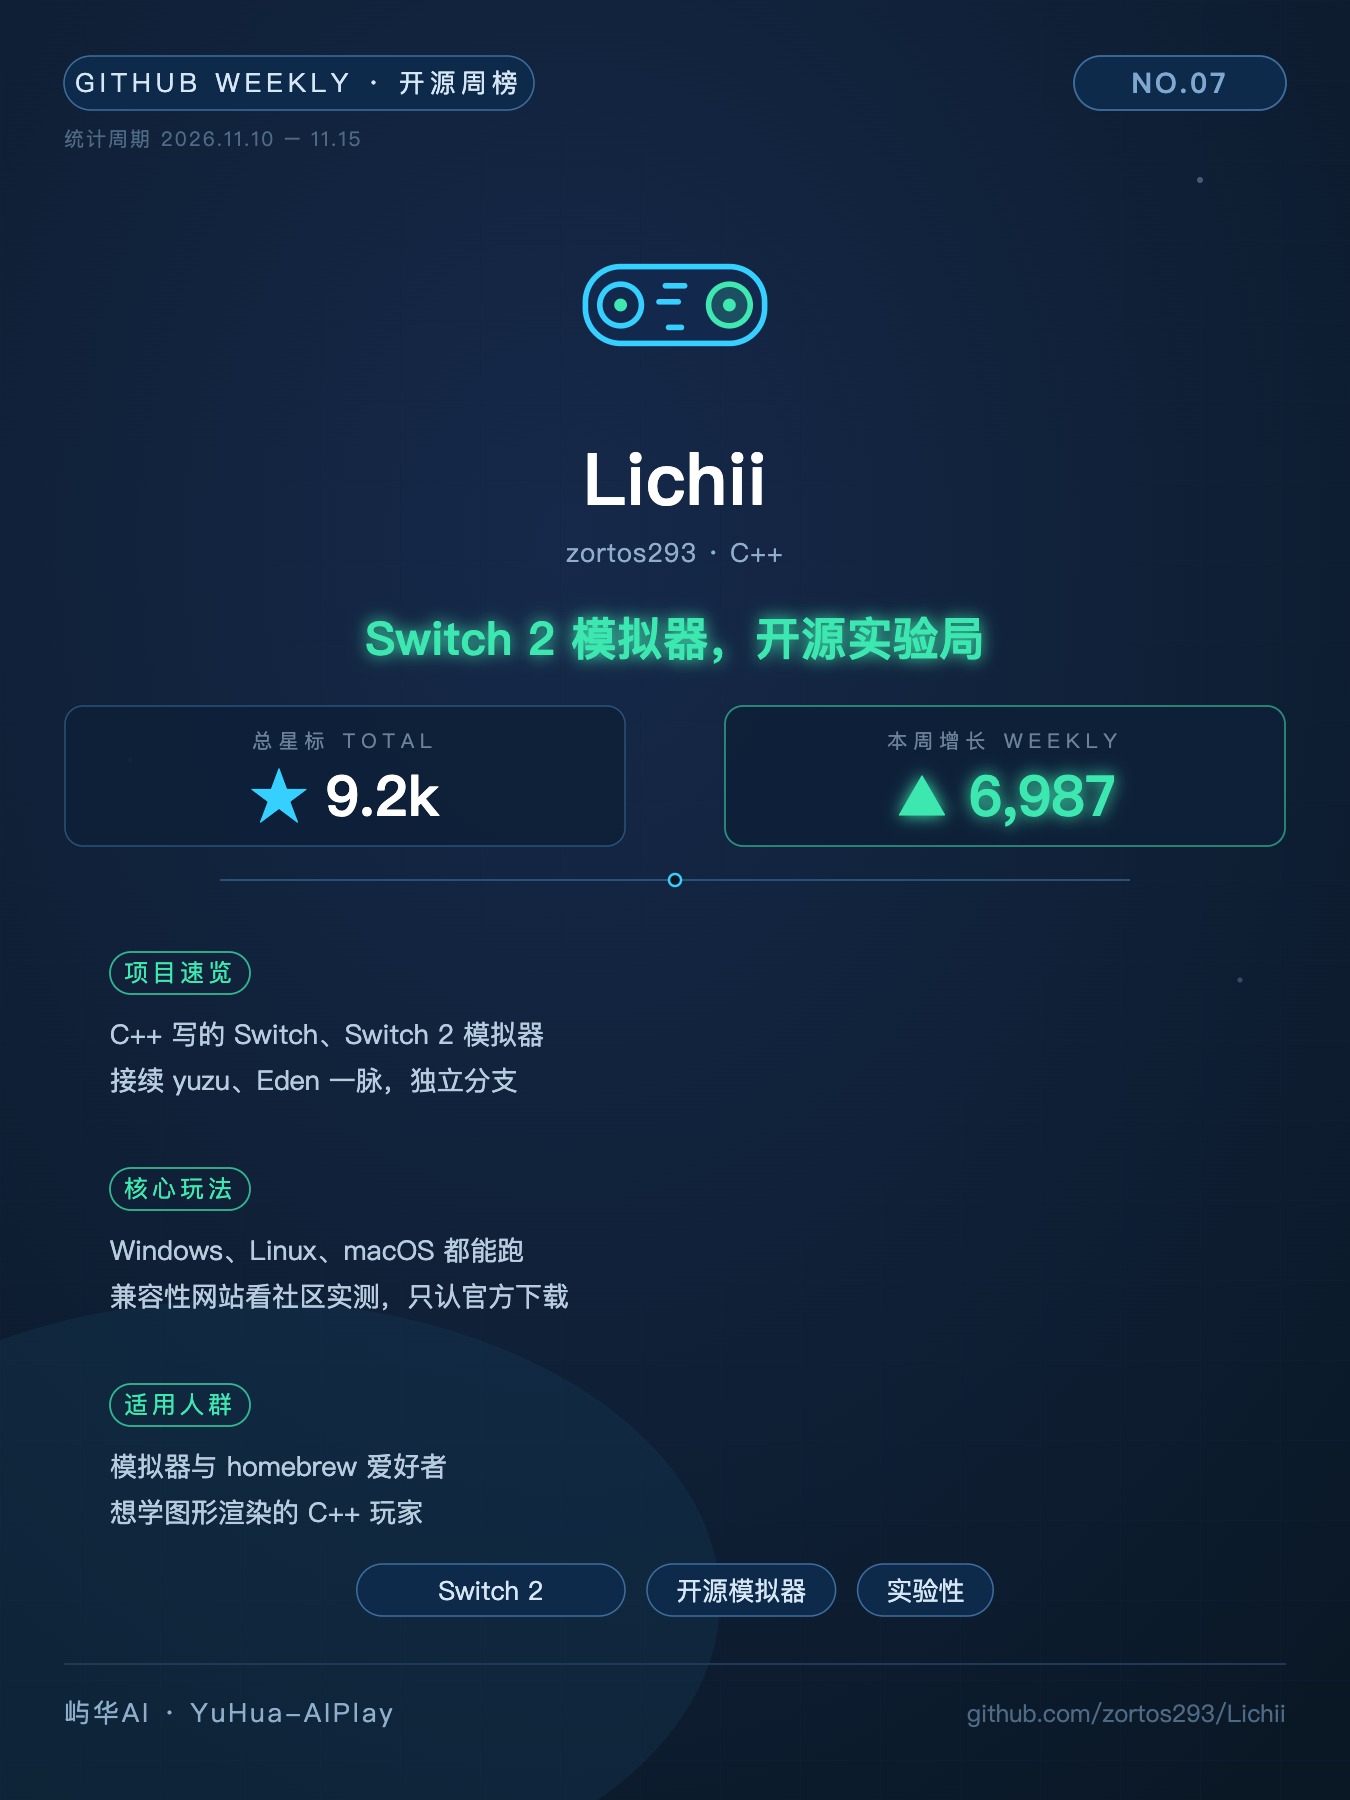 GITHUB WEEKLY · 开源周榜
NO.07
统计周期 2026.11.10 — 11.15
Lichii
zortos293 · C++
Switch 2 模拟器，开源实验局
总星标 TOTAL
★ 9.2k
本周增长 WEEKLY
▲ 6,987
项目速览
C++ 写的 Switch、Switch 2 模拟器
接续 yuzu、Eden 一脉，独立分支
核心玩法
Windows、Linux、macOS 都能跑
兼容性网站看社区实测，只认官方下载
适用人群
模拟器与 homebrew 爱好者
想学图形渲染的 C++ 玩家
Switch 2
开源模拟器
实验性
屿华AI · YuHua-AIPlay
github.com/zortos293/Lichii